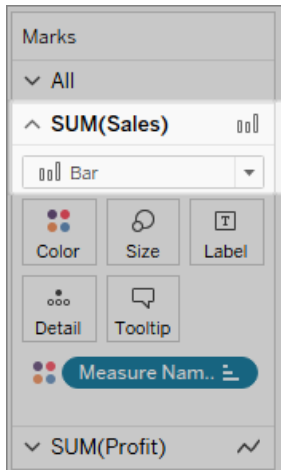 Marks
All
SUM(Sales)
Bar
Color Size Label
Detail Tooltip
Measure Nam..
SUM(Profit)